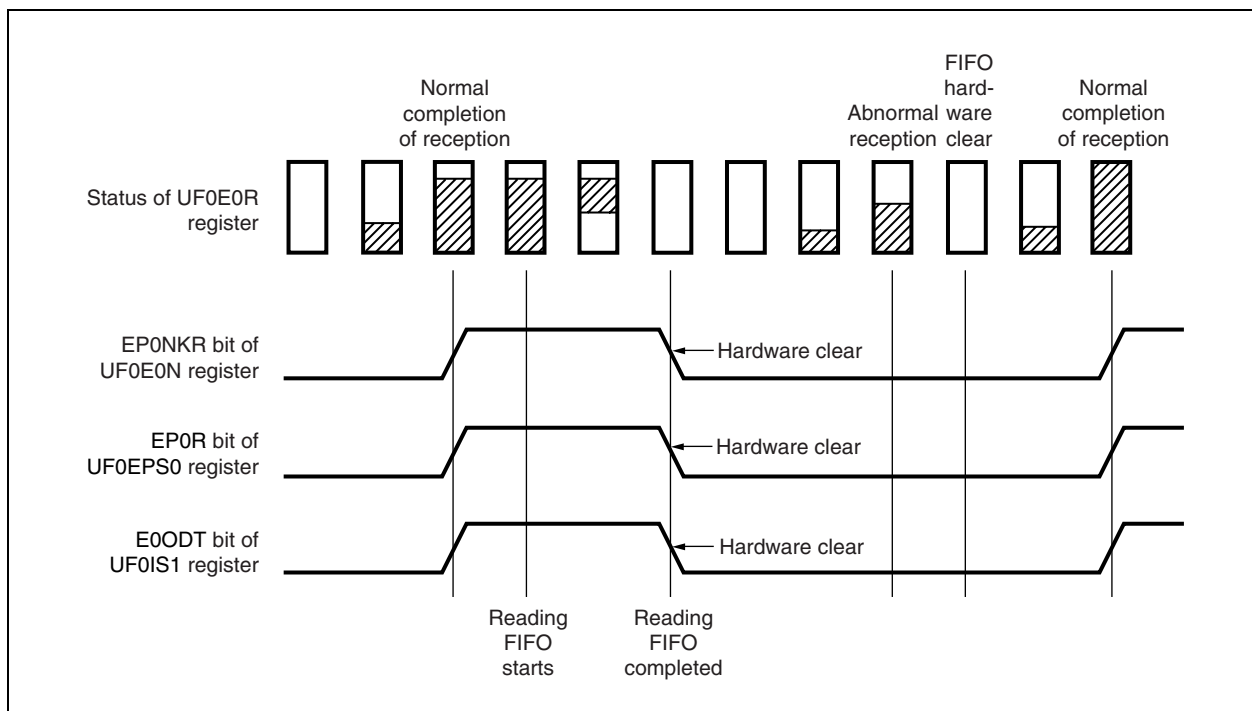 Normal
completion
of reception
Abnormal
reception
FIFO
hard-
ware
clear
Normal
completion
of reception
Status of UF0E0R
register
EP0NKR bit of
UF0E0N register
Hardware clear
EP0R bit of
UF0EPS0 register
Hardware clear
E0ODT bit of
UF0IS1 register
Hardware clear
Reading
FIFO
starts
Reading
FIFO
completed